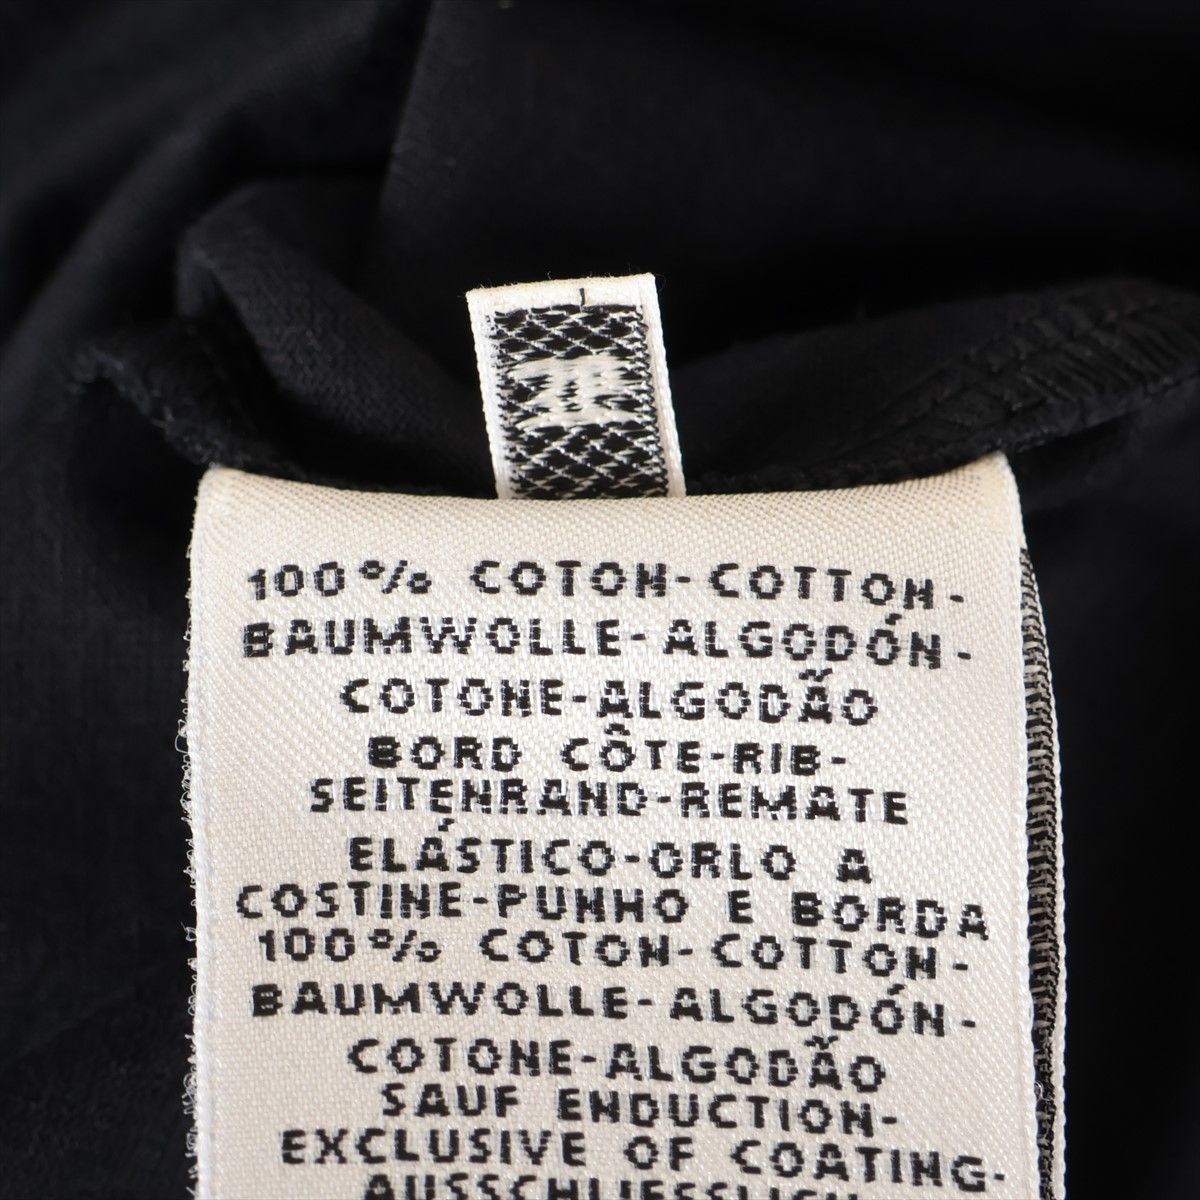 100% COTON-COTTON-
BAUMWOLLE-ALGODÓN-
COTONE-ALGODÃO
BORD CÔTE-RIB-
SEITENRAND-REMATE
ELÁSTICO-ORLO A
COSTINE-PUNHO E BORDA
100% COTON-COTTON-
BAUMWOLLE-ALGODÓN-
COTONE-ALGODÃO
SAUF ENDUCTION-
EXCLUSIVE OF COATING-
AUSSCHLIESSLICH